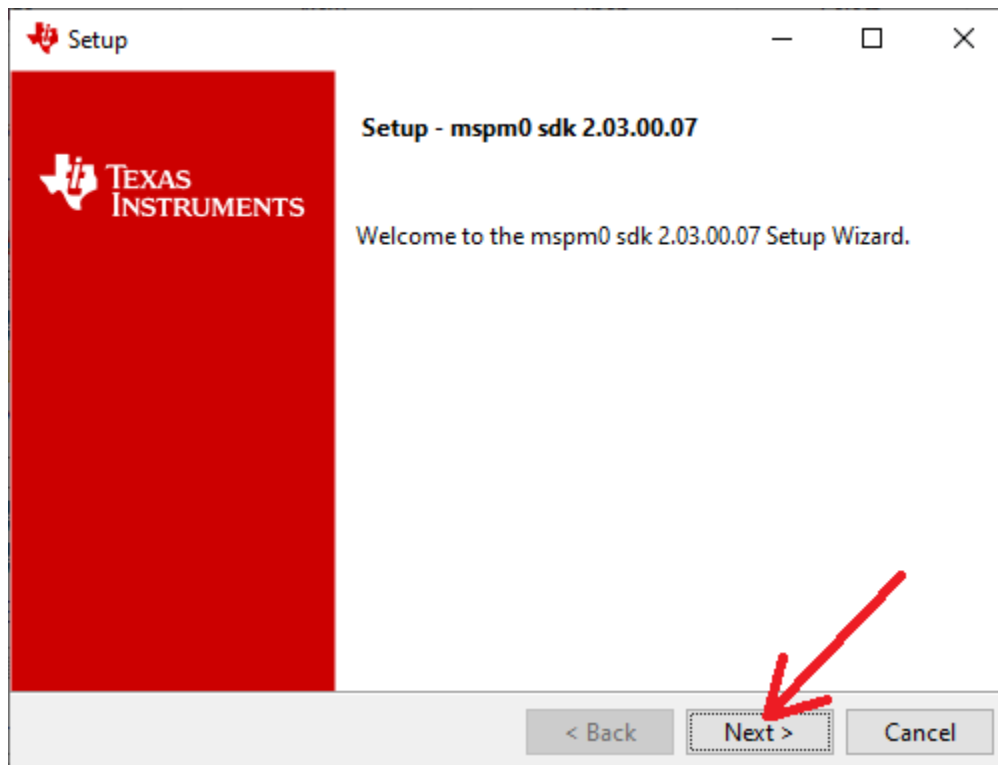 Setup
TEXAS
INSTRUMENTS
Setup - mspm0 sdk 2.03.00.07
Welcome to the mspm0 sdk 2.03.00.07 Setup Wizard.
< Back
Next >
Cancel